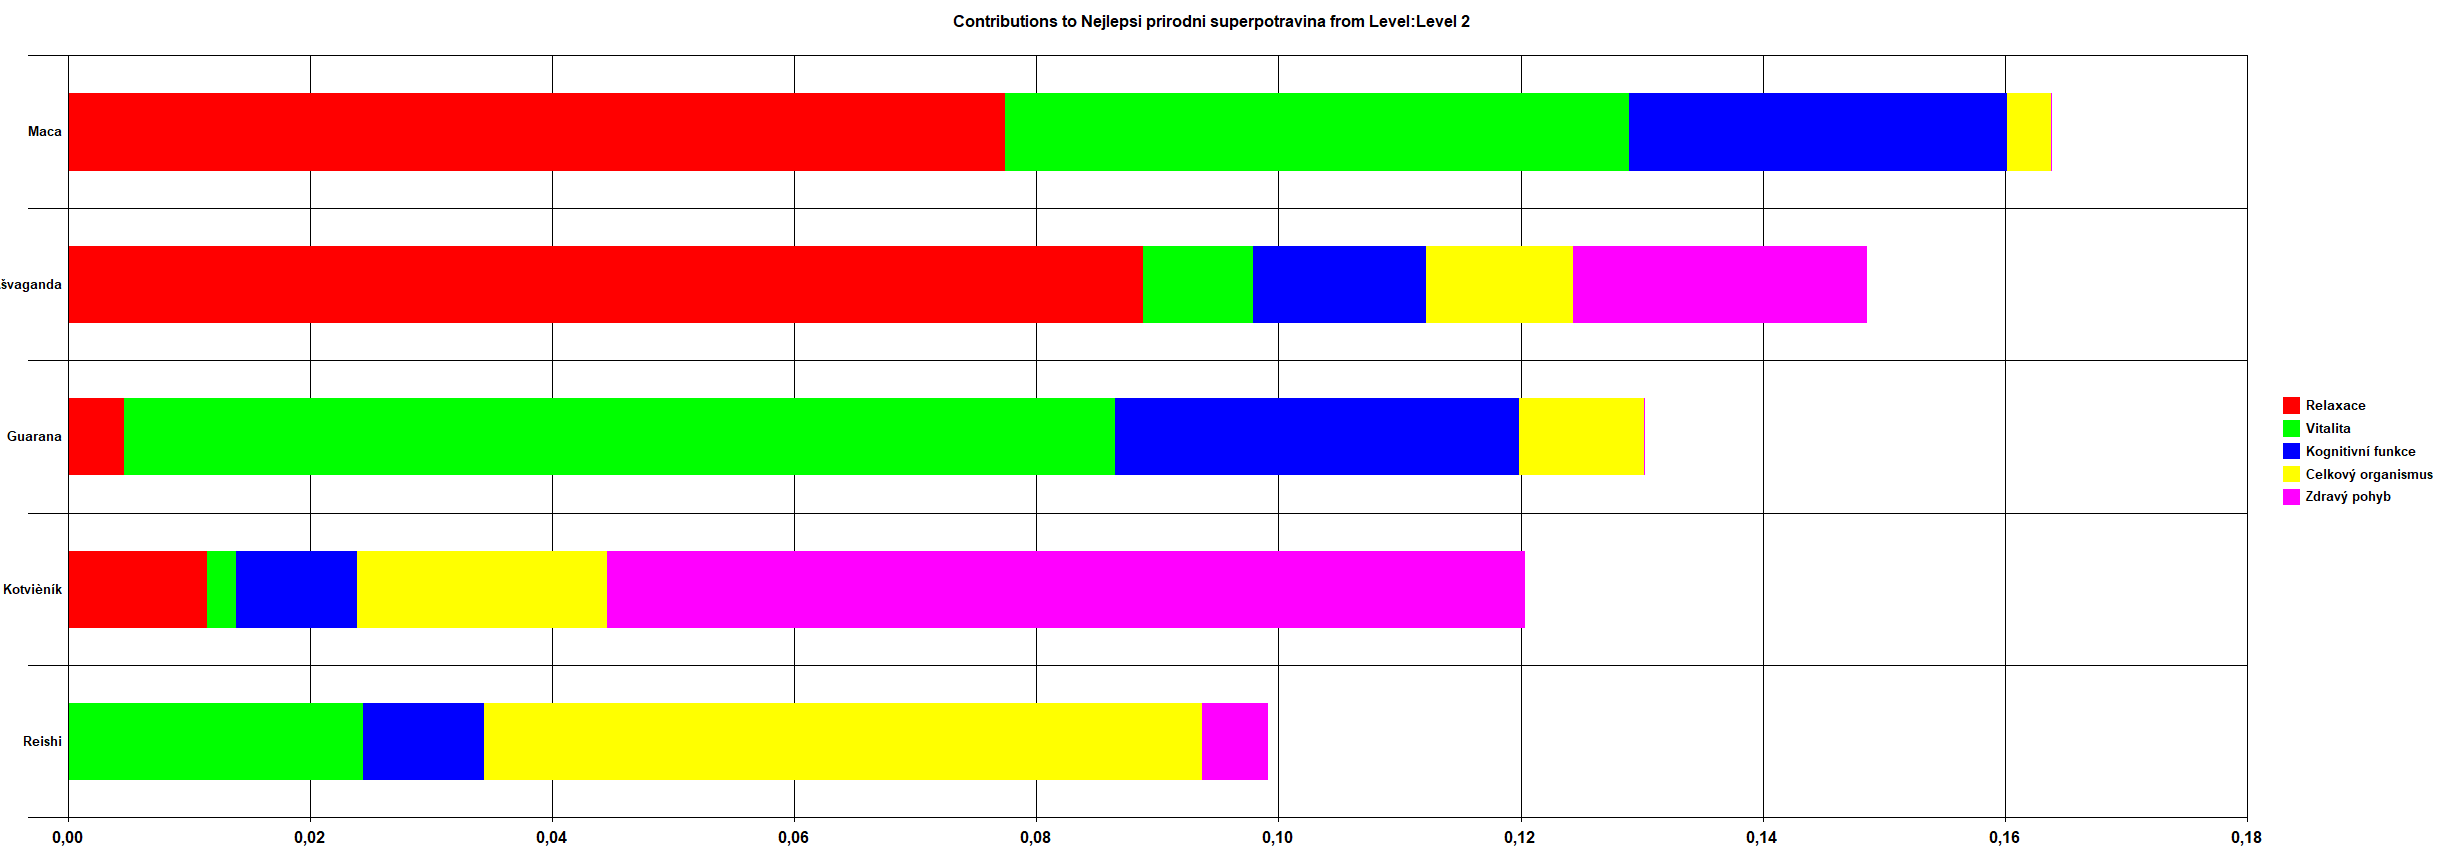 Contributions to Nejlepsi prirodni superpotravina from Level:Level 2
Maca
švaganda
Guarana
Kotvièník
Reishi
0,00 0,02 0,04 0,06 0,08 0,10 0,12 0,14 0,16 0,18
Relaxace
Vitalita
Kognitivní funkce
Celkový organismus
Zdravý pohyb